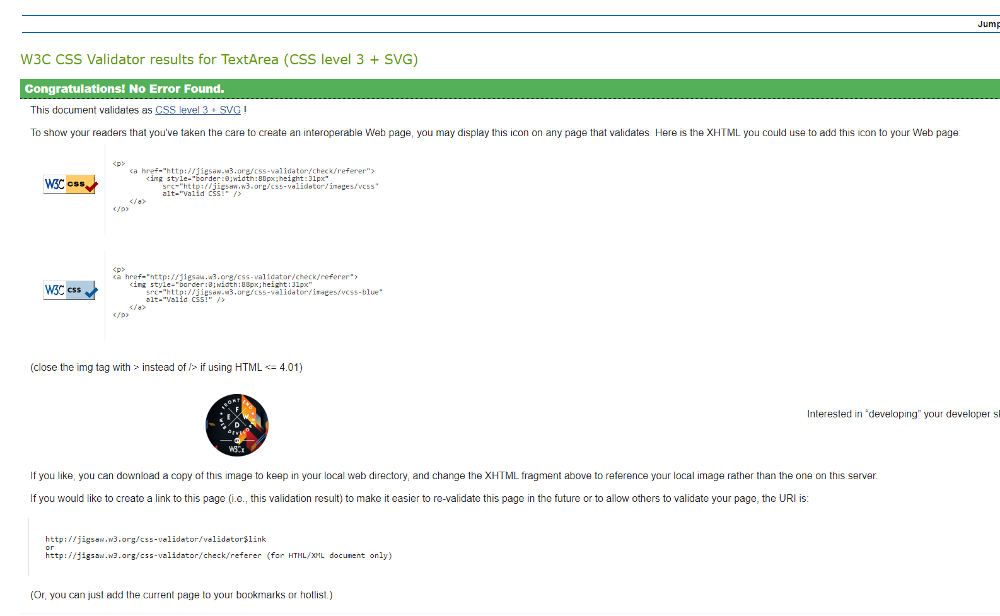 Jump
W3C CSS Validator results for TextArea (CSS level 3 + SVG)
Congratulations! No Error Found.
This document validates as CSS level 3 + SVG !
To show your readers that you've taken the care to create an interoperable Web page, you may display this icon on any page that validates. Here is the XHTML you could use to add this icon to your Web page:
W3C css
<p>
    <a href="http://jigsaw.w3.org/css-validator/check/referer">
        <img style="border:0;width:88px;height:31px"
            src="http://jigsaw.w3.org/css-validator/images/vcss"
            alt="Valid CSS!" />
    </a>
</p>
W3C css
<p>
<a href="http://jigsaw.w3.org/css-validator/check/referer">
    <img style="border:0;width:88px;height:31px"
        src="http://jigsaw.w3.org/css-validator/images/vcss-blue"
        alt="Valid CSS!" />
    </a>
</p>
(close the img tag with > instead of /> if using HTML <= 4.01)
FRONT END
F
E W
D
WEB DEVELOPER
BY
W3Cx
Interested in “developing” your developer sk
If you like, you can download a copy of this image to keep in your local web directory, and change the XHTML fragment above to reference your local image rather than the one on this server.
If you would like to create a link to this page (i.e., this validation result) to make it easier to re-validate this page in the future or to allow others to validate your page, the URI is:
http://jigsaw.w3.org/css-validator/validator$link
or
http://jigsaw.w3.org/css-validator/check/referer (for HTML/XML document only)
(Or, you can just add the current page to your bookmarks or hotlist.)